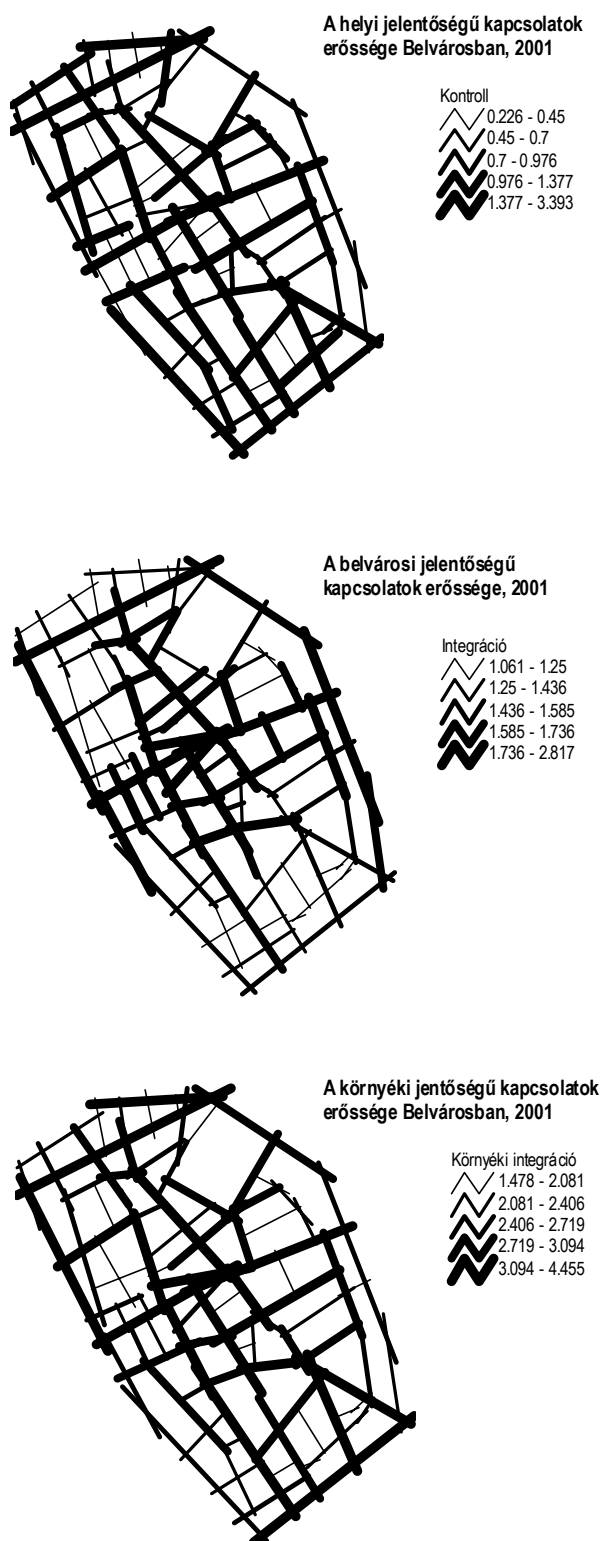 A helyi jelentőségű kapcsolatok
erőssége Belvárosban, 2001
Kontroll
0.226 - 0.45
0.45 - 0.7
0.7 - 0.976
0.976 - 1.377
1.377 - 3.393
A belvárosi jelentőségű
kapcsolatok erőssége, 2001
Integráció
1.061 - 1.25
1.25 - 1.436
1.436 - 1.585
1.585 - 1.736
1.736 - 2.817
A környéki jentőségű kapcsolatok
erőssége Belvárosban, 2001
Környéki integráció
1.478 - 2.081
2.081 - 2.406
2.406 - 2.719
2.719 - 3.094
3.094 - 4.455